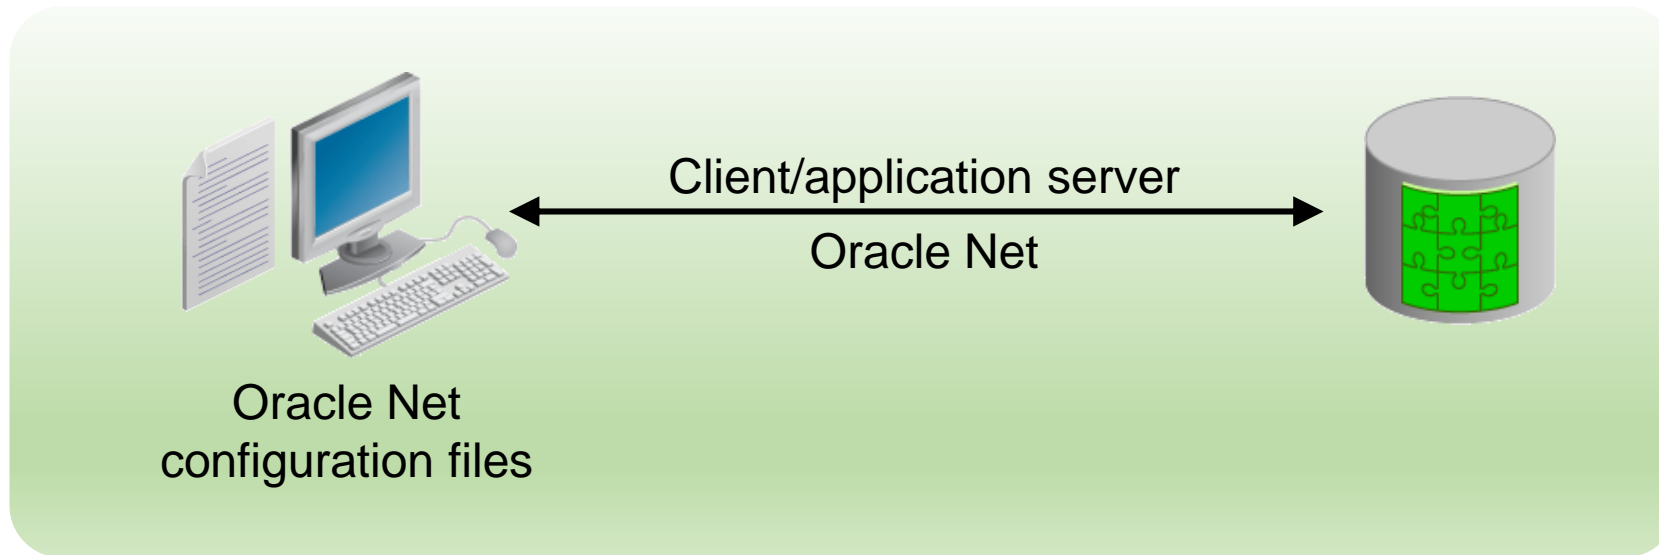 Client/application server
Oracle Net
Oracle Net
configuration files